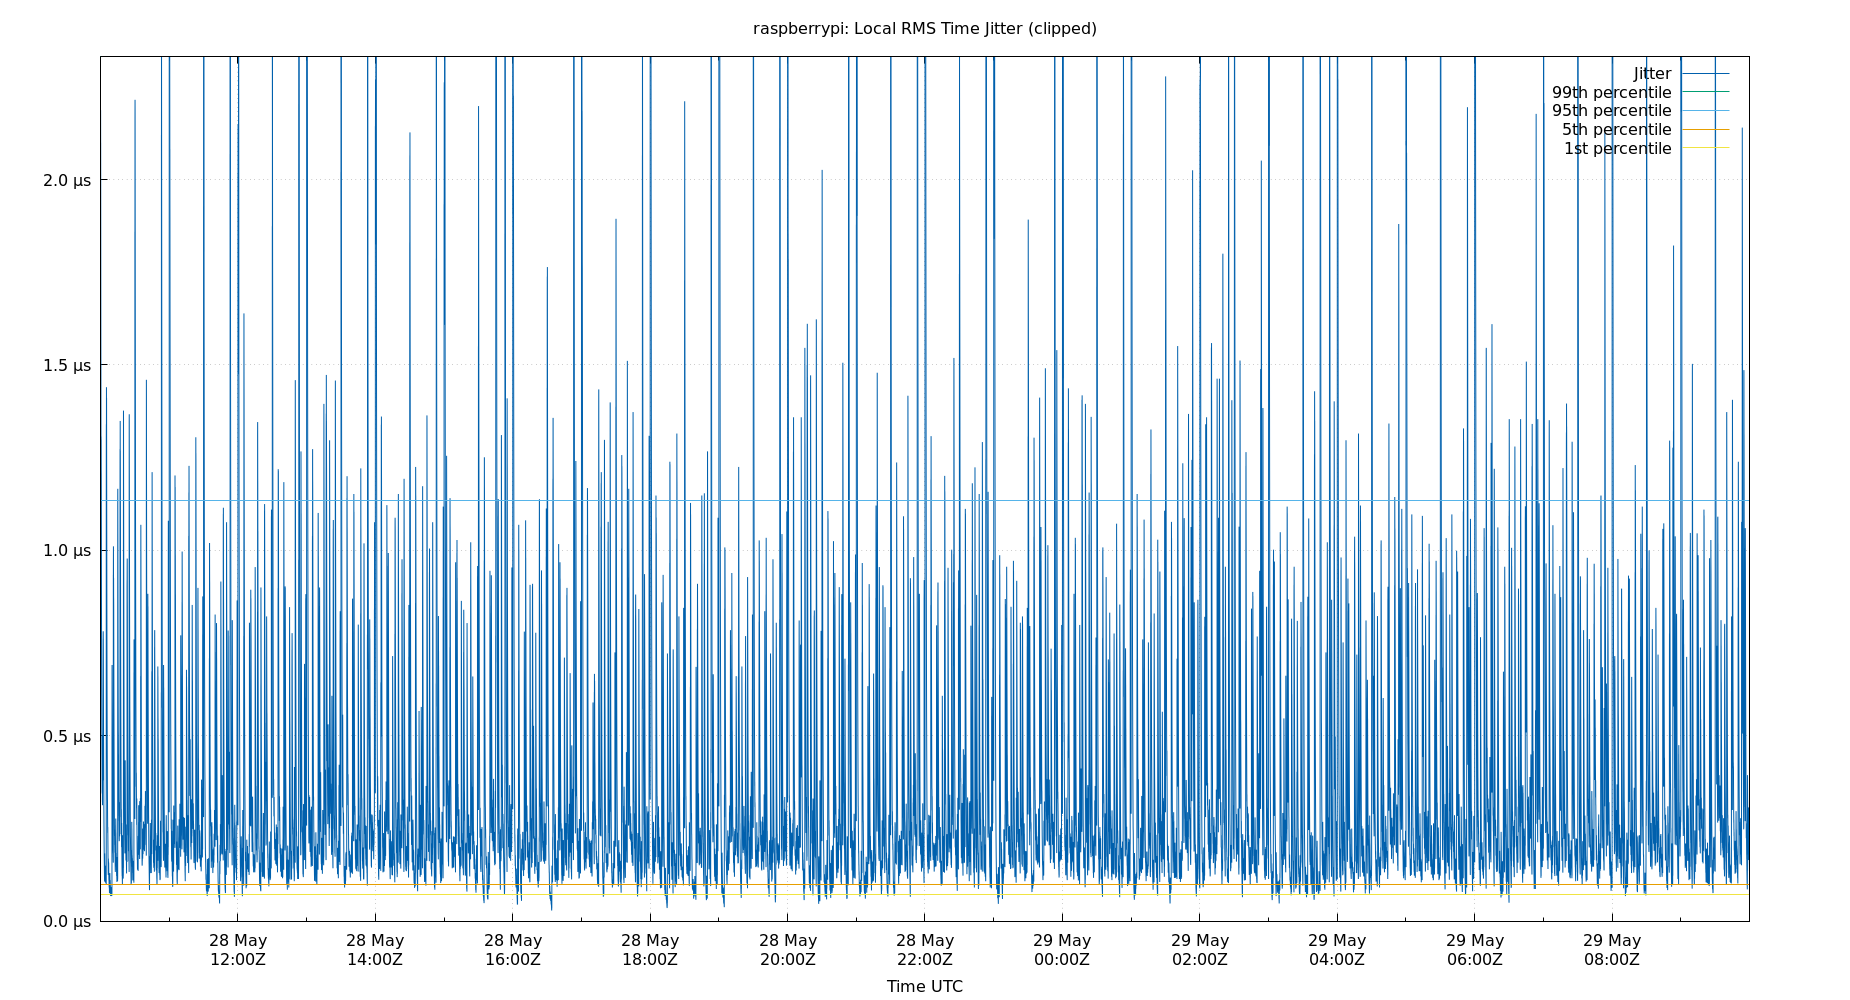 raspberrypi: Local RMS Time Jitter (clipped)
Jitter
99th percentile
95th percentile
5th percentile
1st percentile
2.0 µs
1.5 µs
1.0 µs
0.5 µs
0.0 µs
28 May 28 May 28 May 28 May 28 May 28 May 29 May 29 May 29 May 29 May 29 May
12:00Z 14:00Z 16:00Z 18:00Z 20:00Z 22:00Z 00:00Z 02:00Z 04:00Z 06:00Z 08:00Z
Time UTC